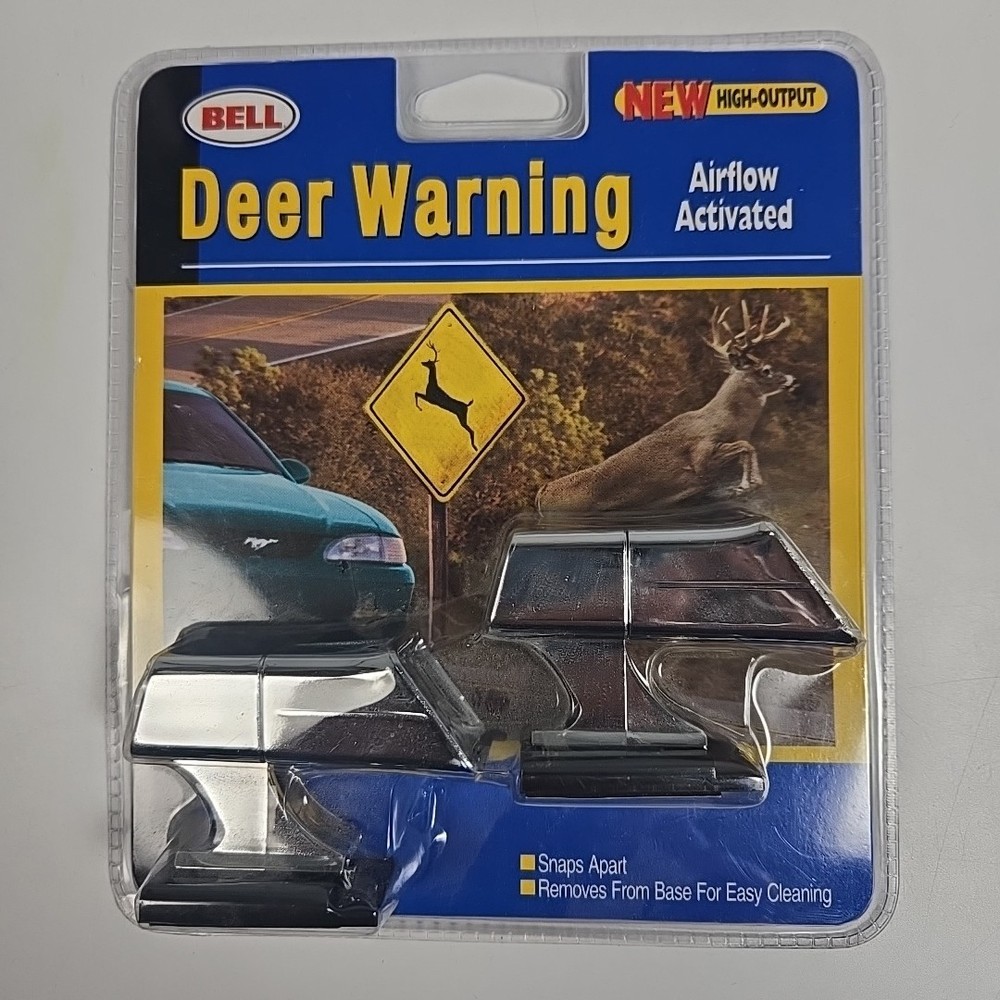 BELL
NEW HIGH-OUTPUT
Deer Warning
Airflow
Activated
Snaps Apart
Removes From Base For Easy Cleaning